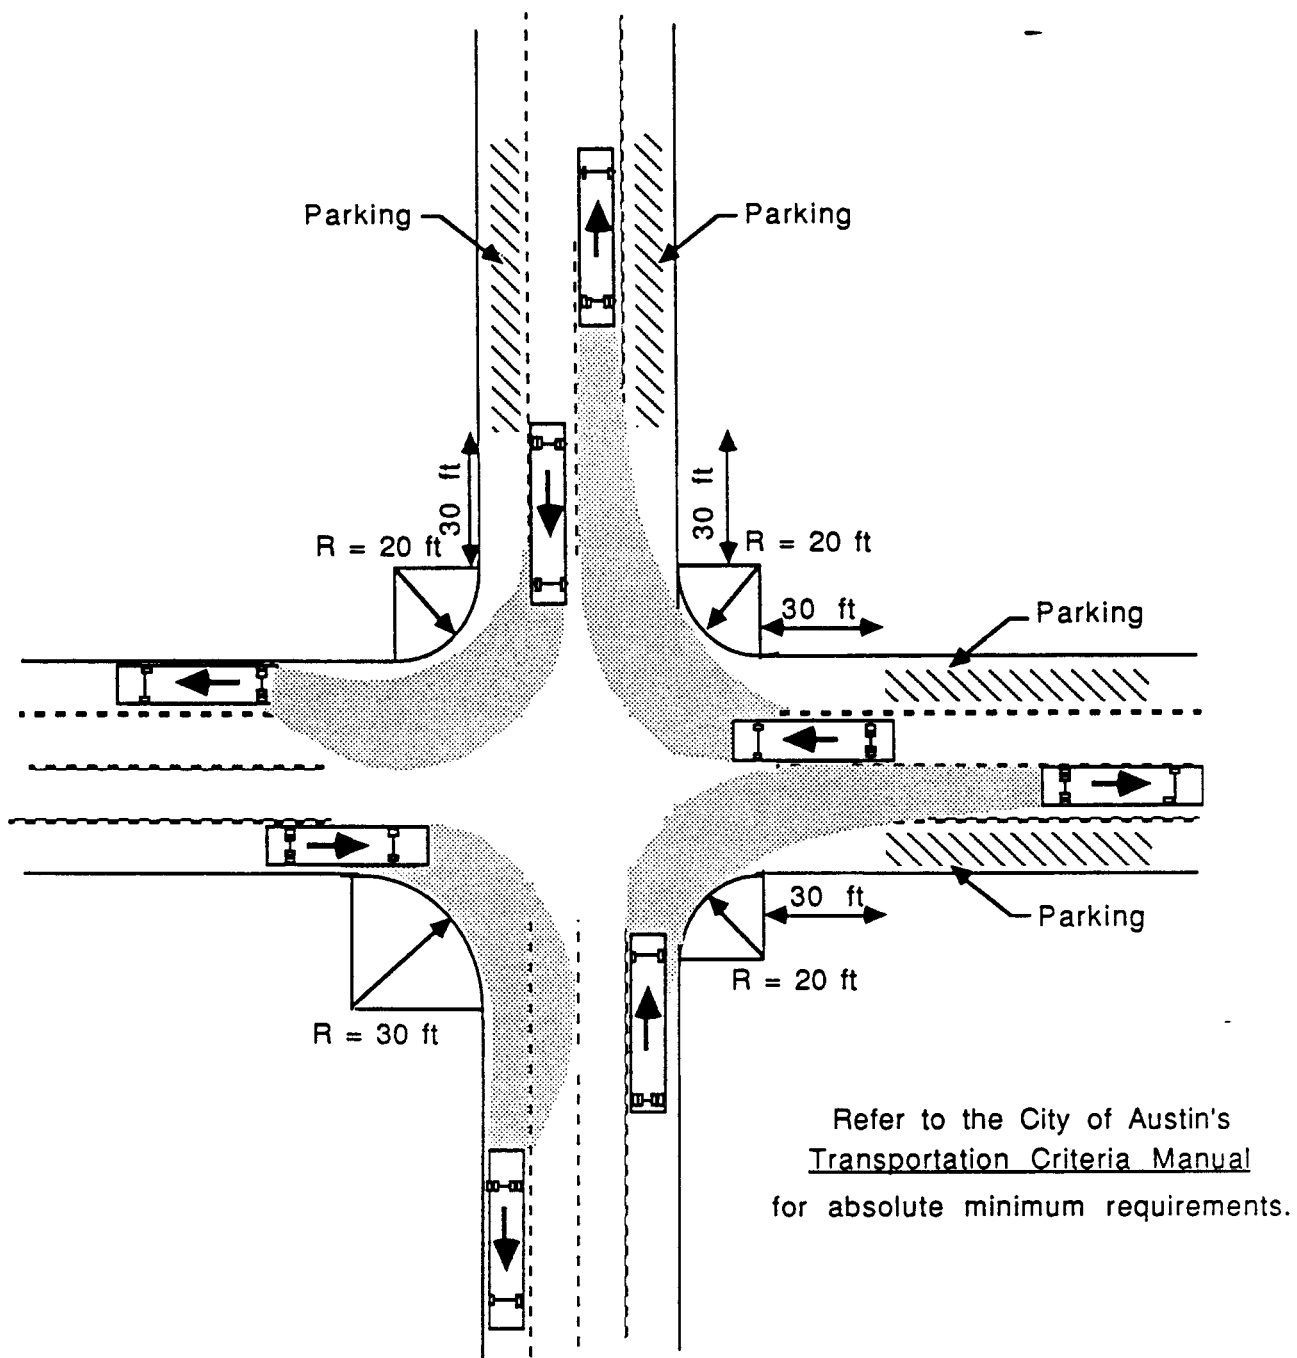 Parking
Parking
30 ft
30 ft
R = 20 ft
R = 20 ft
30 ft
Parking
30 ft
Parking
R = 20 ft
R = 30 ft
Refer to the City of Austin's
Transportation Criteria Manual
for absolute minimum requirements.